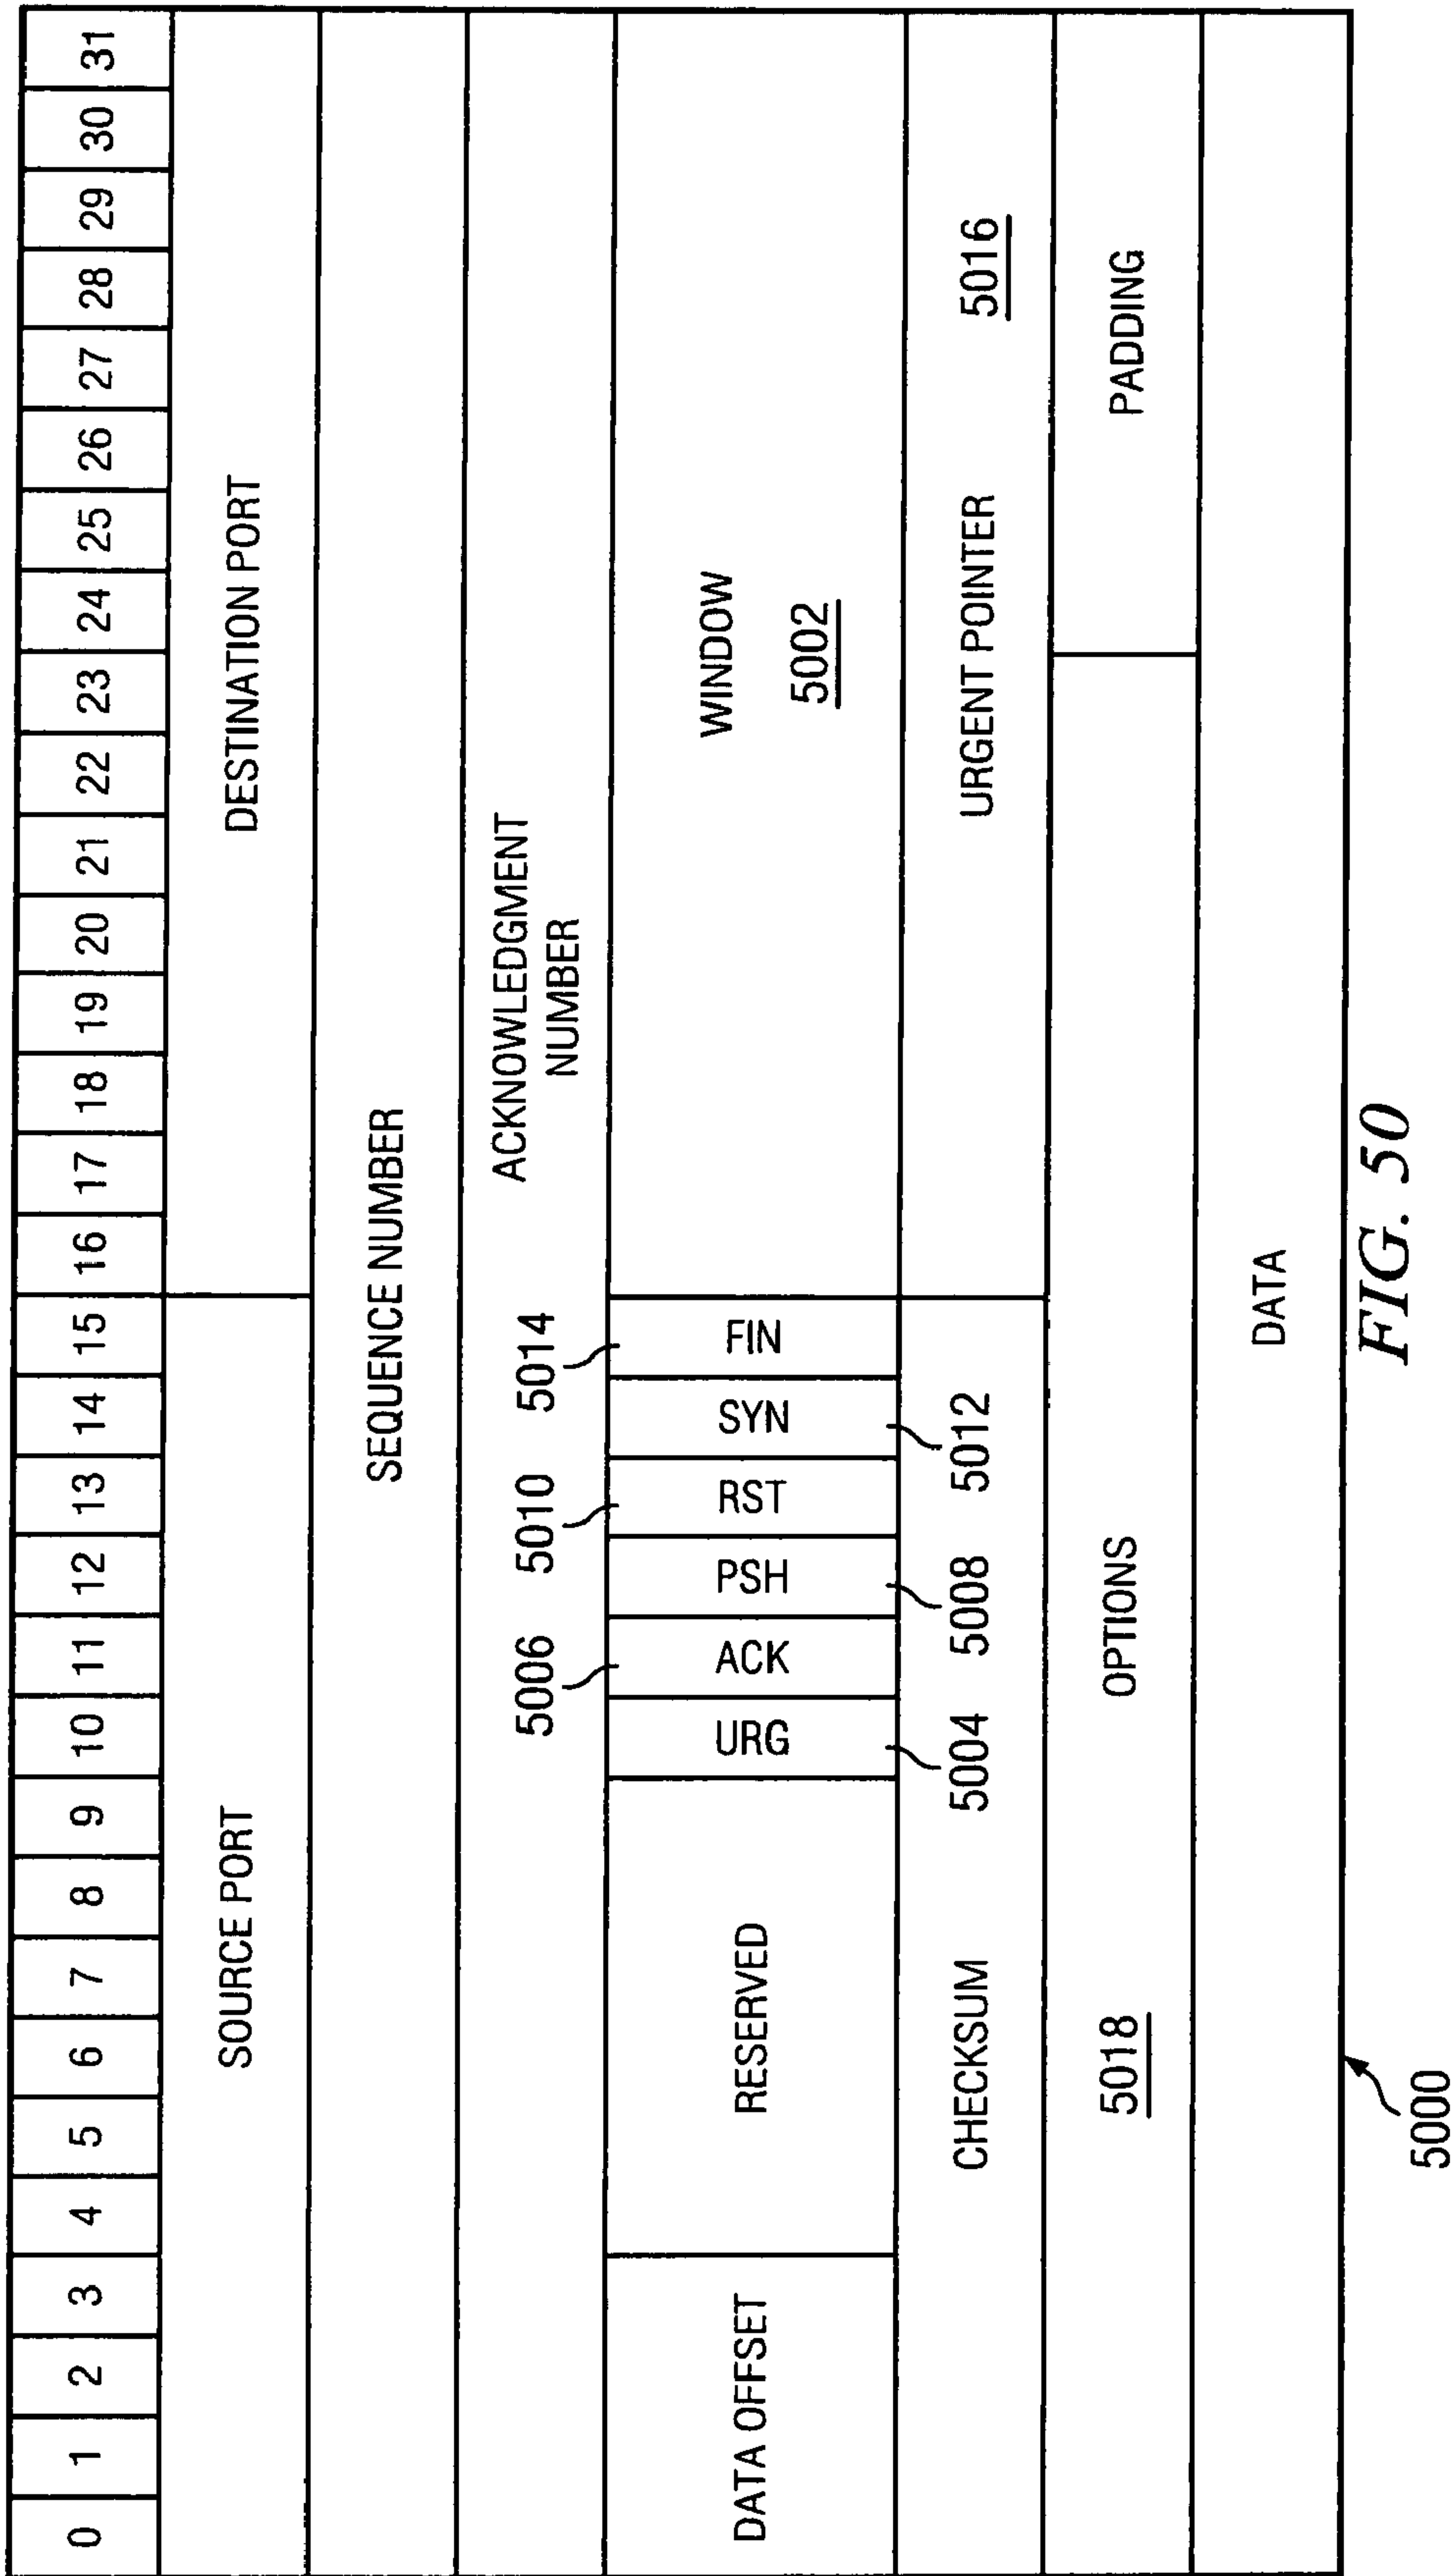 0 1 2 3 4 5 6 7 8 9 10 11 12 13 14 15 16 17 18 19 20 21 22 23 24 25 26 27 28 29 30 31
SOURCE PORT DESTINATION PORT
SEQUENCE NUMBER
ACKNOWLEDGMENT
NUMBER
5006 5010 5014
DATA OFFSET RESERVED URG ACK PSH RST SYN FIN WINDOW
5002
5004 5008 5012
CHECKSUM URGENT POINTER 5016
OPTIONS PADDING
5018
DATA
5000
FIG. 50